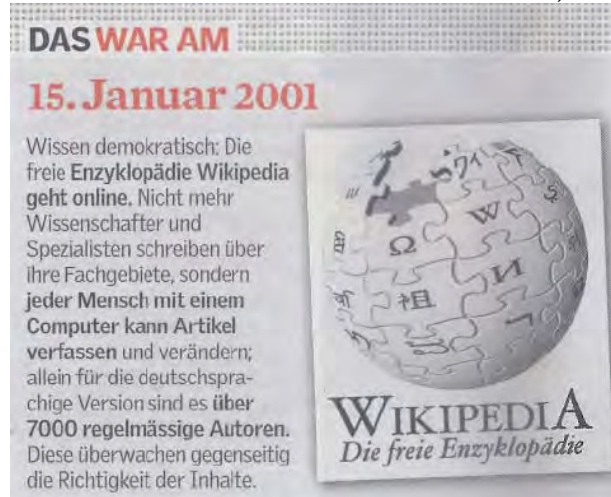 DAS WAR AM
15. Januar 2001
Wissen demokratisch: Die
freie Enzyklopädie Wikipedia
geht online. Nicht mehr
Wissenschafter und
Spezialisten schreiben über
ihre Fachgebiete, sondern
jeder Mensch mit einem
Computer kann Artikel
verfassen und verändern;
allein für die deutschspra-
chige Version sind es über
7000 regelmässige Autoren.
Diese überwachen gegenseitig
die Richtigkeit der Inhalte.
Ω W
祖 И
WIKIPEDIA
Die freie Enzyklopädie